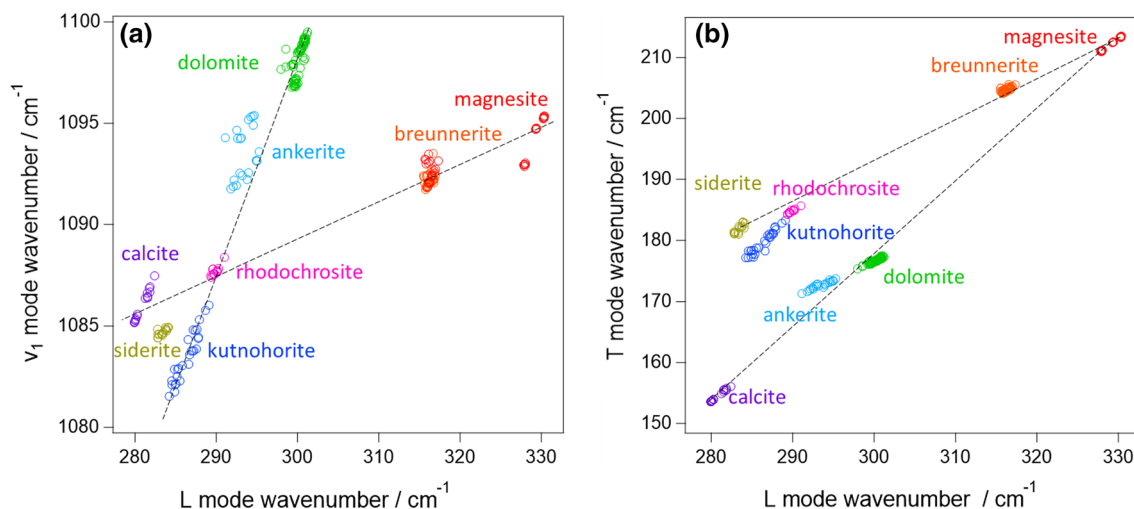 (a)
1100
1095
1090
1085
1080
280
290
300
310
320
330
ν₁ mode wavenumber / cm⁻¹
L mode wavenumber / cm⁻¹
dolomite
magnesite
breunnerite
ankerite
calcite
rhodochrosite
siderite
kutnohorite
(b)
210
200
190
180
170
160
150
280
290
300
310
320
330
T mode wavenumber / cm⁻¹
L mode wavenumber / cm⁻¹
magnesite
breunnerite
siderite
rhodochrosite
kutnohorite
dolomite
ankerite
calcite